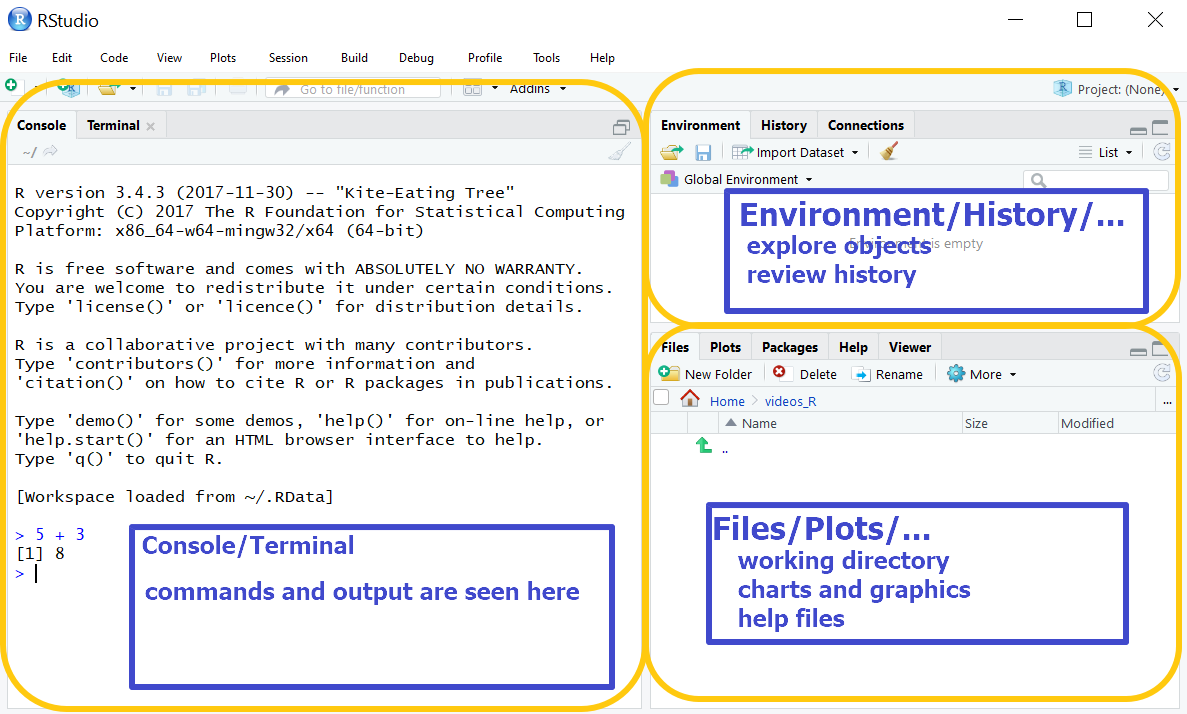 RStudio
File Edit Code View Plots Session Build Debug Profile Tools Help
Go to file/function Addins Project: (None)
Console Terminal
~/
R version 3.4.3 (2017-11-30) -- "Kite-Eating Tree"
Copyright (C) 2017 The R Foundation for Statistical Computing
Platform: x86_64-w64-mingw32/x64 (64-bit)
R is free software and comes with ABSOLUTELY NO WARRANTY.
You are welcome to redistribute it under certain conditions.
Type 'license()' or 'licence()' for distribution details.
R is a collaborative project with many contributors.
Type 'contributors()' for more information and
'citation()' on how to cite R or R packages in publications.
Type 'demo()' for some demos, 'help()' for on-line help, or
'help.start()' for an HTML browser interface to help.
Type 'q()' to quit R.
[Workspace loaded from ~/.RData]
> 5 + 3
[1] 8
>
Console/Terminal
commands and output are seen here
Environment History Connections
Import Dataset List
Global Environment
Environment/History/...
explore objects
Environment is empty
review history
Files Plots Packages Help Viewer
New Folder Delete Rename More
Home videos_R ...
Name Size Modified
..
Files/Plots/...
working directory
charts and graphics
help files